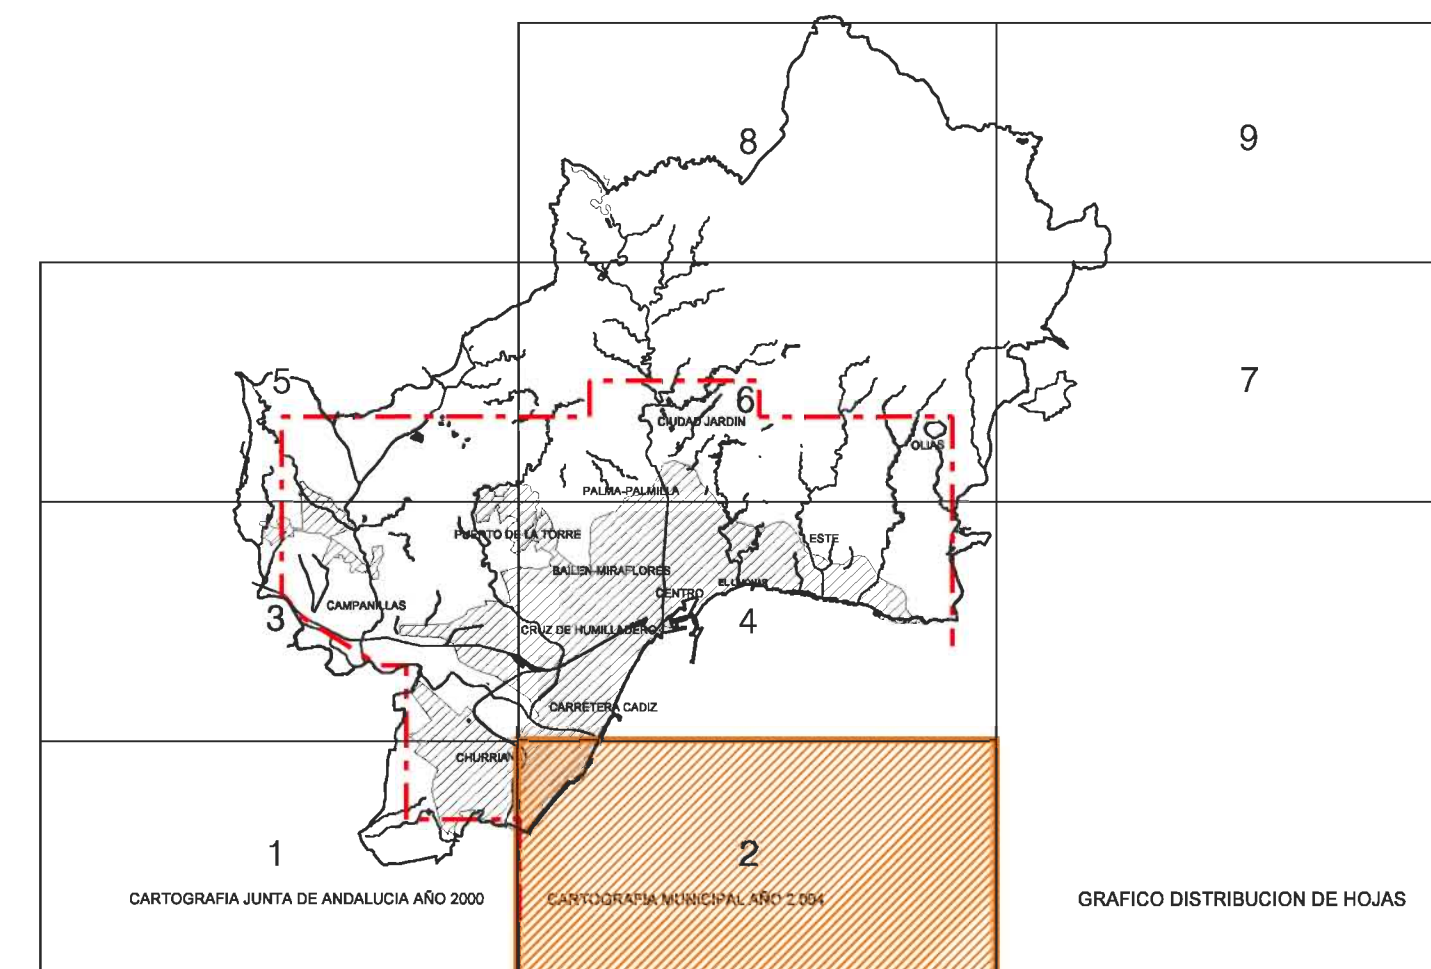 8
9
5
6
7
CIUDAD JARDIN
OLIAS
PALMA-PALMILLA
PUERTO DE LA TORRE
ESTE
BAILEN MIRAFLORES
CENTRO
CAMPANILLAS
3
CRUZ DE HUMILLADERO
4
CARRETERA CADIZ
CHURRIAN
1
2
CARTOGRAFIA JUNTA DE ANDALUCIA AÑO 2000
CARTOGRAFIA MUNICIPAL AÑO 2.004
GRAFICO DISTRIBUCION DE HOJAS